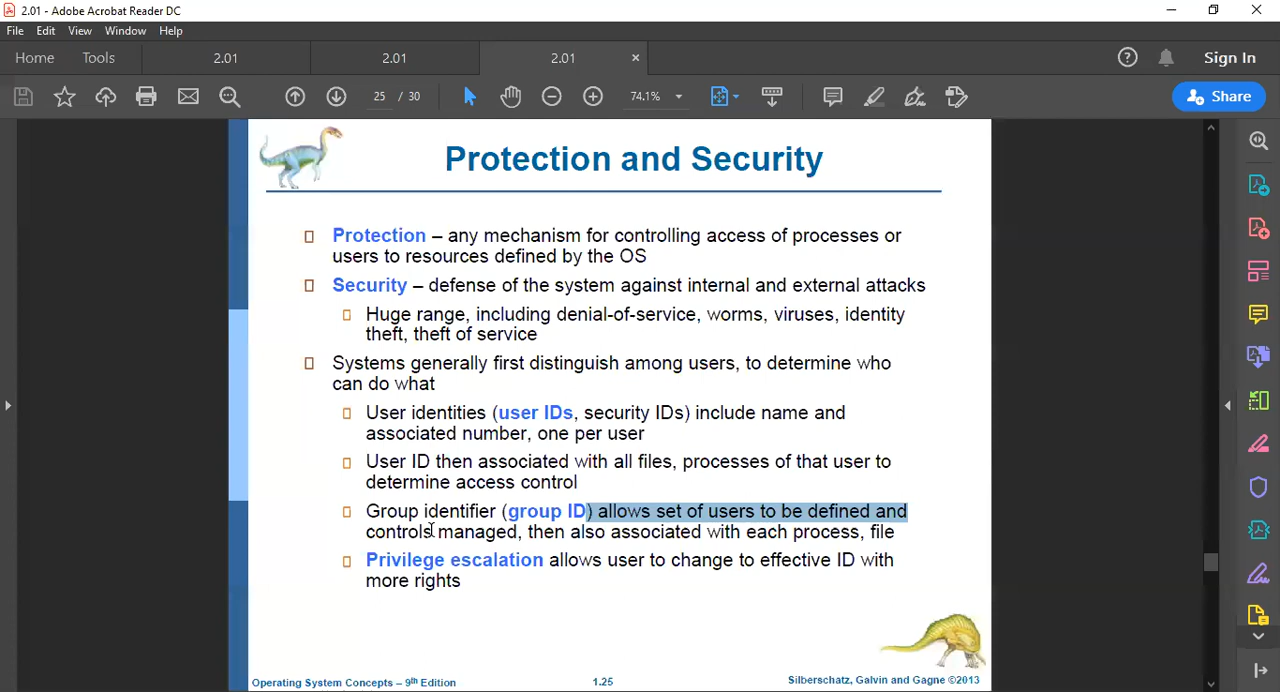 2.01 - Adobe Acrobat Reader DC
File Edit View Window Help
Home Tools 2.01 2.01 2.01 Sign In
25 / 30 74.1% Share
Protection and Security
Protection – any mechanism for controlling access of processes or
users to resources defined by the OS
Security – defense of the system against internal and external attacks
Huge range, including denial-of-service, worms, viruses, identity
theft, theft of service
Systems generally first distinguish among users, to determine who
can do what
User identities (user IDs, security IDs) include name and
associated number, one per user
User ID then associated with all files, processes of that user to
determine access control
Group identifier (group ID) allows set of users to be defined and
controls managed, then also associated with each process, file
Privilege escalation allows user to change to effective ID with
more rights
Operating System Concepts – 9th Edition 1.25 Silberschatz, Galvin and Gagne ©2013